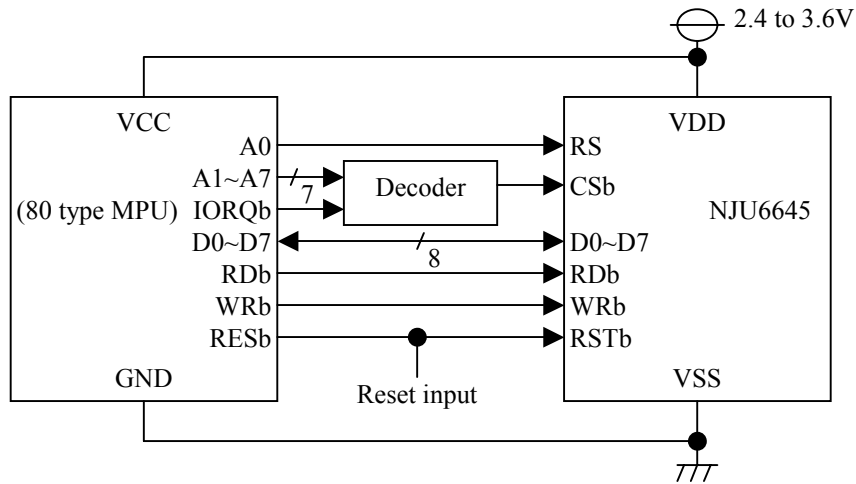 2.4 to 3.6V
VCC
VDD
A0
RS
A1~A7
7
Decoder
CSb
(80 type MPU)
IORQb
NJU6645
D0~D7
8
D0~D7
RDb
RDb
WRb
WRb
RESb
RSTb
GND
Reset input
VSS